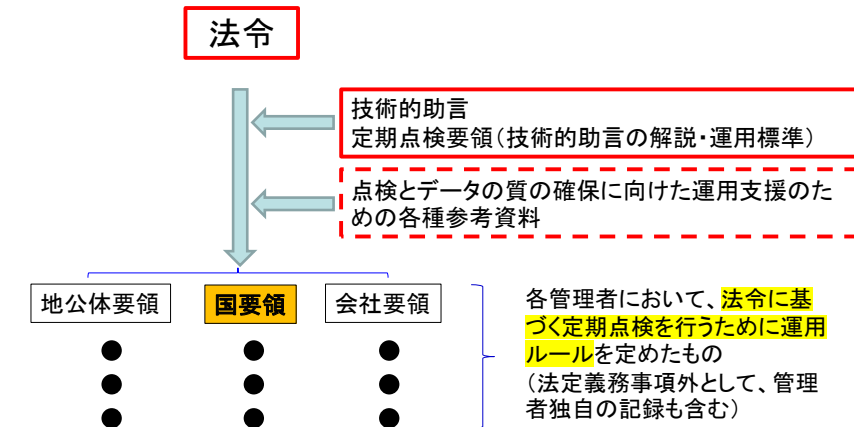 法令
技術的助言
定期点検要領(技術的助言の解説・運用標準)
点検とデータの質の確保に向けた運用支援のた
めの各種参考資料
地公体要領
国要領
会社要領
各管理者において、法令に基
づく定期点検を行うために運用
ルールを定めたもの
(法定義務事項外として、管理
者独自の記録も含む)